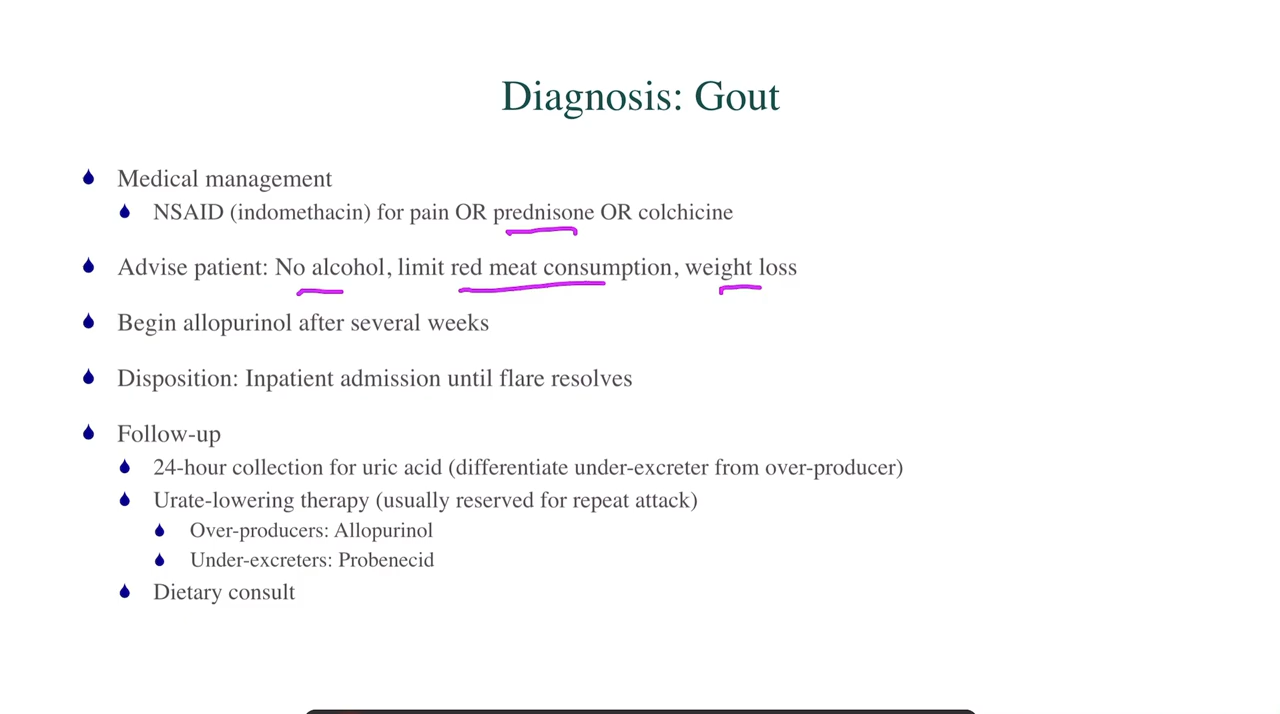 Diagnosis: Gout
Medical management
NSAID (indomethacin) for pain OR prednisone OR colchicine
Advise patient: No alcohol, limit red meat consumption, weight loss
Begin allopurinol after several weeks
Disposition: Inpatient admission until flare resolves
Follow-up
24-hour collection for uric acid (differentiate under-excreter from over-producer)
Urate-lowering therapy (usually reserved for repeat attack)
Over-producers: Allopurinol
Under-excreters: Probenecid
Dietary consult